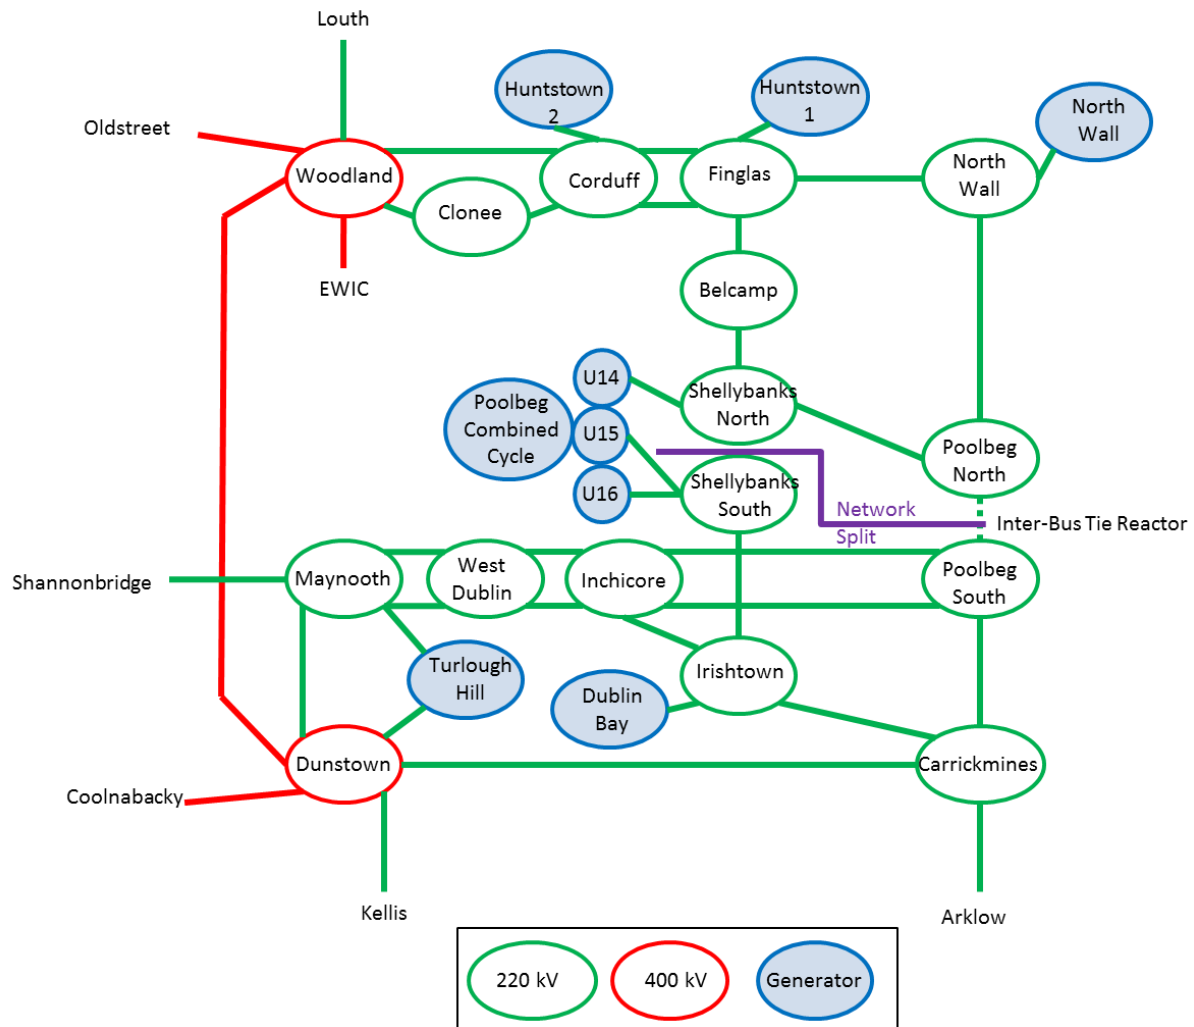 Louth
Huntstown
2
Huntstown
1
North
Wall
Oldstreet
Woodland
Corduff
Finglas
North
Wall
Clonee
EWIC
Belcamp
U14
Shellybanks
North
Poolbeg
Combined
Cycle
U15
Poolbeg
North
U16
Shellybanks
South
Network
Split
Inter-Bus Tie Reactor
Shannonbridge
Maynooth
West
Dublin
Inchicore
Poolbeg
South
Turlough
Hill
Irishtown
Dublin
Bay
Dunstown
Carrickmines
Coolnabacky
Kellis
Arklow
220 kV
400 kV
Generator